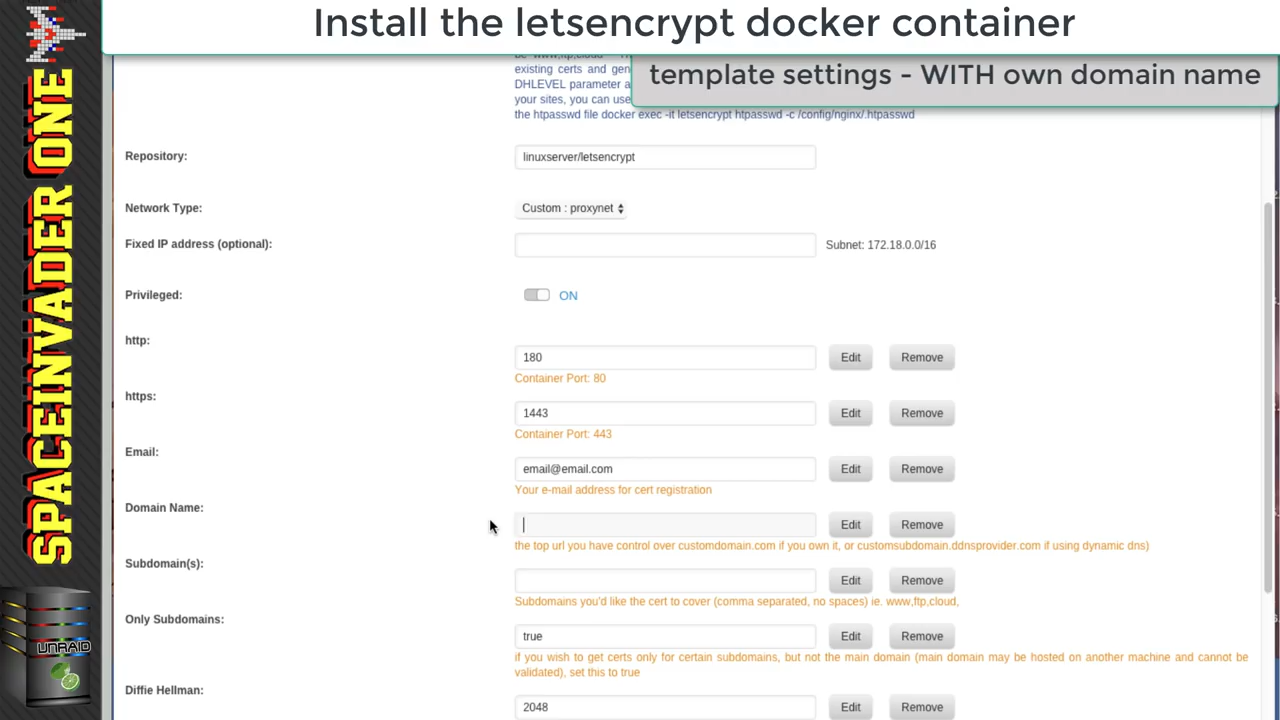 Install the letsencrypt docker container
template settings - WITH own domain name
existing certs and gen
DHLEVEL parameter a
your sites, you can use
the htpasswd file docker exec -it letsencrypt htpasswd -c /config/nginx/.htpasswd
Repository:
linuxserver/letsencrypt
Network Type:
Custom : proxynet
Fixed IP address (optional):
Subnet: 172.18.0.0/16
Privileged:
ON
http:
180
Edit
Remove
Container Port: 80
https:
1443
Edit
Remove
Container Port: 443
Email:
email@email.com
Edit
Remove
Your e-mail address for cert registration
Domain Name:
Edit
Remove
the top url you have control over customdomain.com if you own it, or customsubdomain.ddnsprovider.com if using dynamic dns)
Subdomain(s):
Edit
Remove
Subdomains you'd like the cert to cover (comma separated, no spaces) ie. www,ftp,cloud,
Only Subdomains:
true
Edit
Remove
if you wish to get certs only for certain subdomains, but not the main domain (main domain may be hosted on another machine and cannot be
validated), set this to true
Diffie Hellman:
2048
Edit
Remove
SPACEINVADER ONE
UNRAID